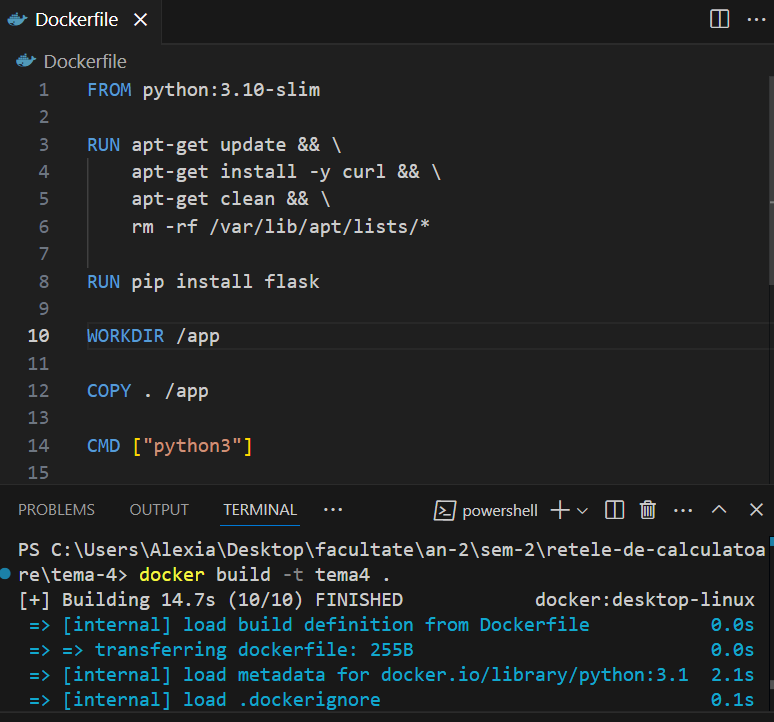 Dockerfile
Dockerfile
1 FROM python:3.10-slim
2
3 RUN apt-get update && \
4 apt-get install -y curl && \
5 apt-get clean && \
6 rm -rf /var/lib/apt/lists/*
7
8 RUN pip install flask
9
10 WORKDIR /app
11
12 COPY . /app
13
14 CMD ["python3"]
15
PROBLEMS OUTPUT TERMINAL ··· powershell
PS C:\Users\Alexia\Desktop\facultate\an-2\sem-2\retele-de-calculatoa
re\tema-4> docker build -t tema4 .
[+] Building 14.7s (10/10) FINISHED docker:desktop-linux
=> [internal] load build definition from Dockerfile 0.0s
=> => transferring dockerfile: 255B 0.0s
=> [internal] load metadata for docker.io/library/python:3.1 2.1s
=> [internal] load .dockerignore 0.1s